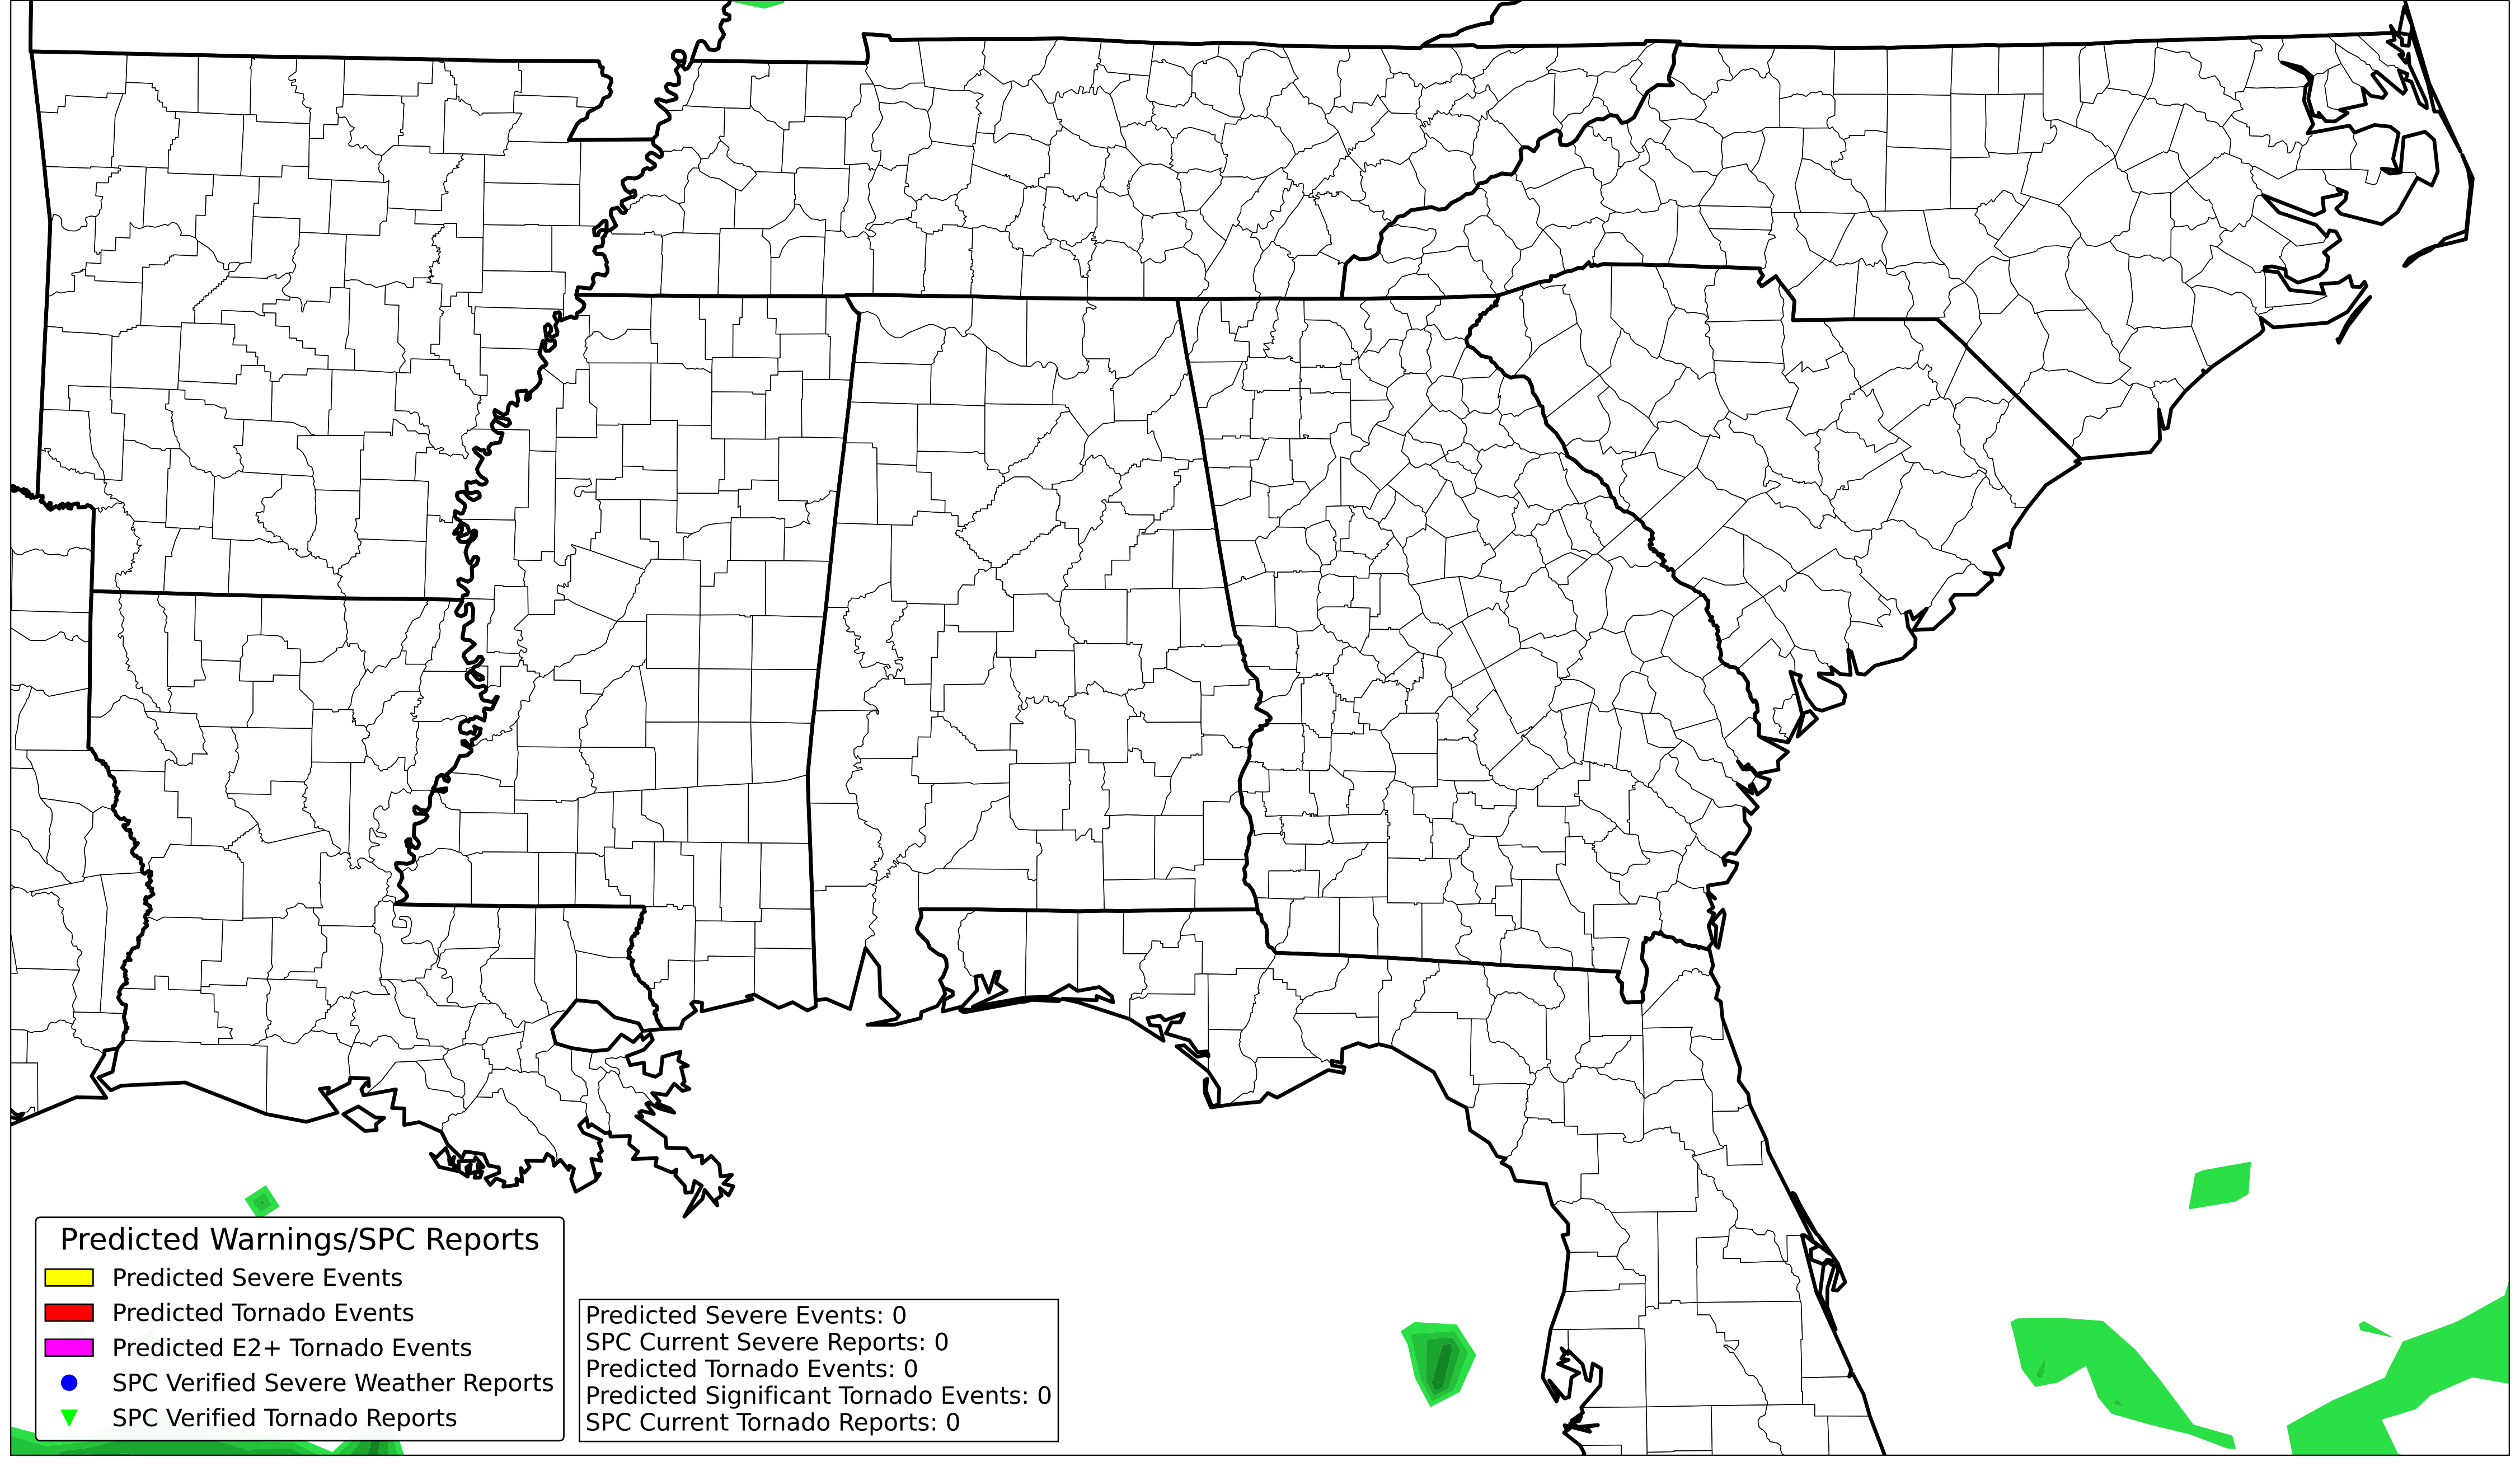 Predicted Warnings/SPC Reports
Predicted Severe Events
Predicted Tornado Events
Predicted E2+ Tornado Events
SPC Verified Severe Weather Reports
SPC Verified Tornado Reports
Predicted Severe Events: 0
SPC Current Severe Reports: 0
Predicted Tornado Events: 0
Predicted Significant Tornado Events: 0
SPC Current Tornado Reports: 0